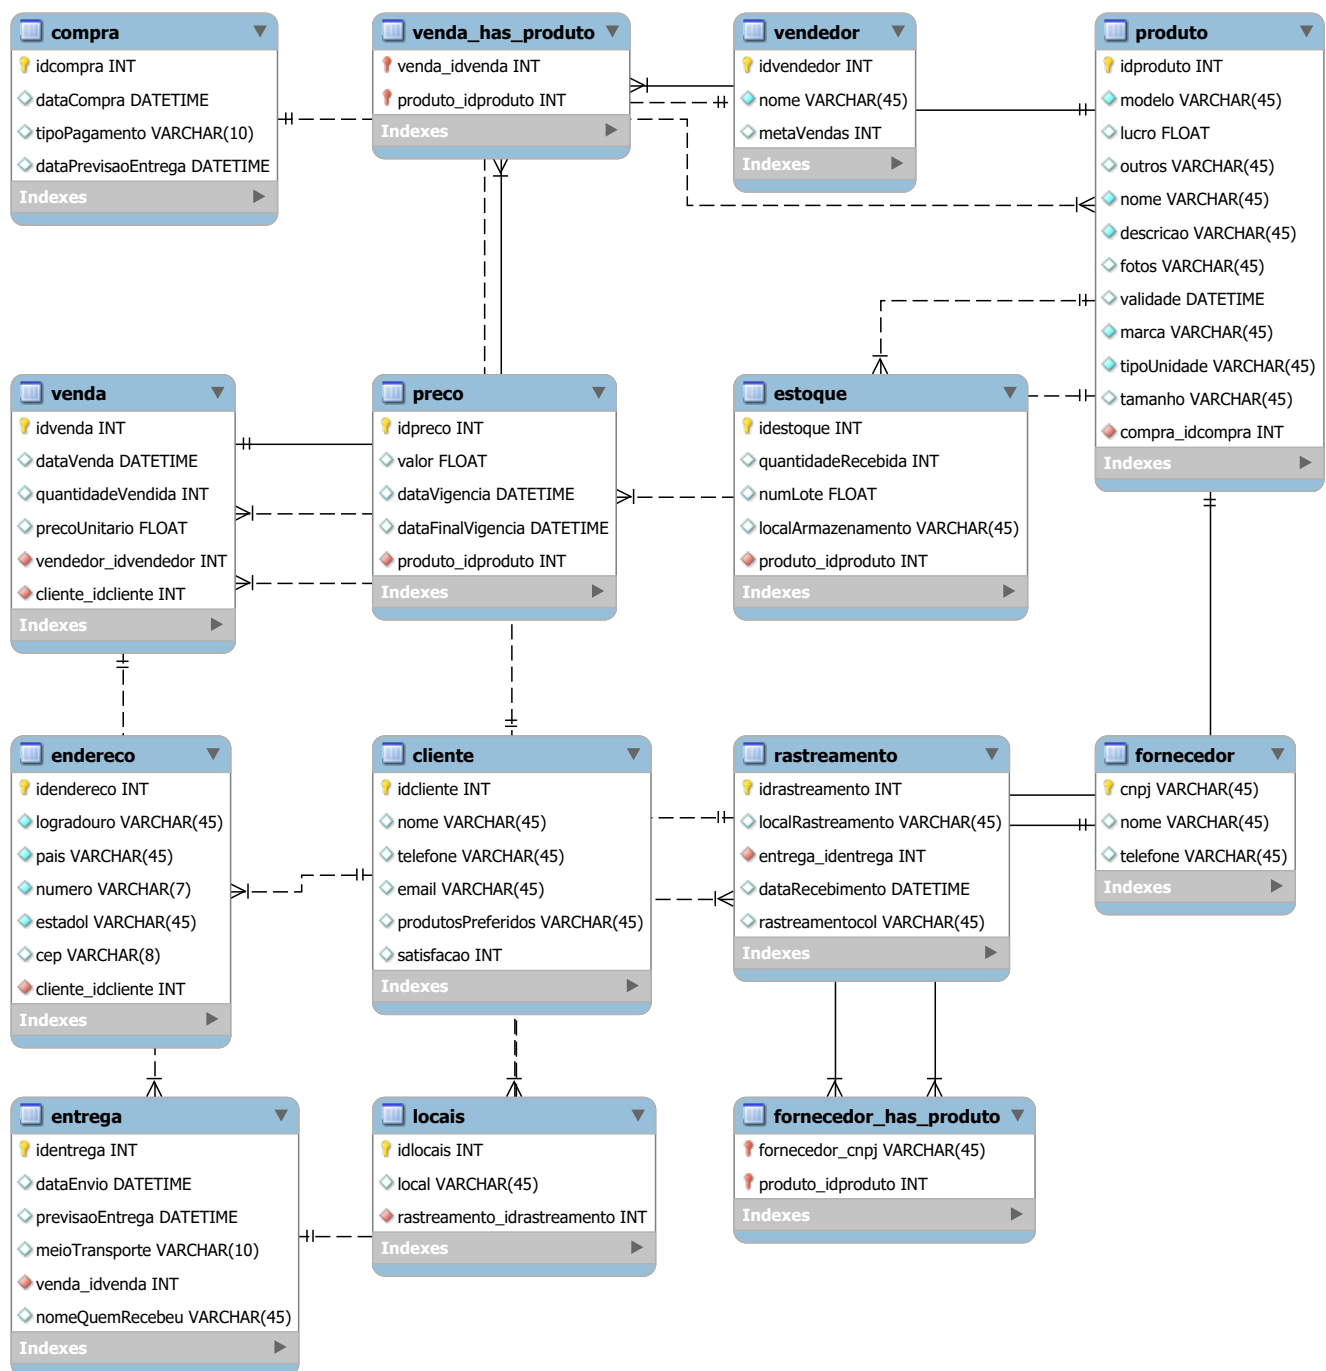 compra
idcompra INT
dataCompra DATETIME
tipoPagamento VARCHAR(10)
dataPrevisaoEntrega DATETIME
Indexes
venda_has_produto
venda_idvenda INT
produto_idproduto INT
Indexes
vendedor
idvendedor INT
nome VARCHAR(45)
metaVendas INT
Indexes
produto
idproduto INT
modelo VARCHAR(45)
lucro FLOAT
outros VARCHAR(45)
nome VARCHAR(45)
descricao VARCHAR(45)
fotos VARCHAR(45)
validade DATETIME
marca VARCHAR(45)
tipoUnidade VARCHAR(45)
tamanho VARCHAR(45)
compra_idcompra INT
Indexes
venda
idvenda INT
dataVenda DATETIME
quantidadeVendida INT
precoUnitario FLOAT
vendedor_idvendedor INT
cliente_idcliente INT
Indexes
preco
idpreco INT
valor FLOAT
dataVigencia DATETIME
dataFinalVigencia DATETIME
produto_idproduto INT
Indexes
estoque
idestoque INT
quantidadeRecebida INT
numLote FLOAT
localArmazenamento VARCHAR(45)
produto_idproduto INT
Indexes
endereco
idendereco INT
logradouro VARCHAR(45)
pais VARCHAR(45)
numero VARCHAR(7)
estadol VARCHAR(45)
cep VARCHAR(8)
cliente_idcliente INT
Indexes
cliente
idcliente INT
nome VARCHAR(45)
telefone VARCHAR(45)
email VARCHAR(45)
produtosPreferidos VARCHAR(45)
satisfacao INT
Indexes
rastreamento
idrastreamento INT
localRastreamento VARCHAR(45)
entrega_identrega INT
dataRecebimento DATETIME
rastreamentocol VARCHAR(45)
Indexes
fornecedor
cnpj VARCHAR(45)
nome VARCHAR(45)
telefone VARCHAR(45)
Indexes
entrega
identrega INT
dataEnvio DATETIME
previsaoEntrega DATETIME
meioTransporte VARCHAR(10)
venda_idvenda INT
nomeQuemRecebeu VARCHAR(45)
Indexes
locais
idlocais INT
local VARCHAR(45)
rastreamento_idrastreamento INT
Indexes
fornecedor_has_produto
fornecedor_cnpj VARCHAR(45)
produto_idproduto INT
Indexes